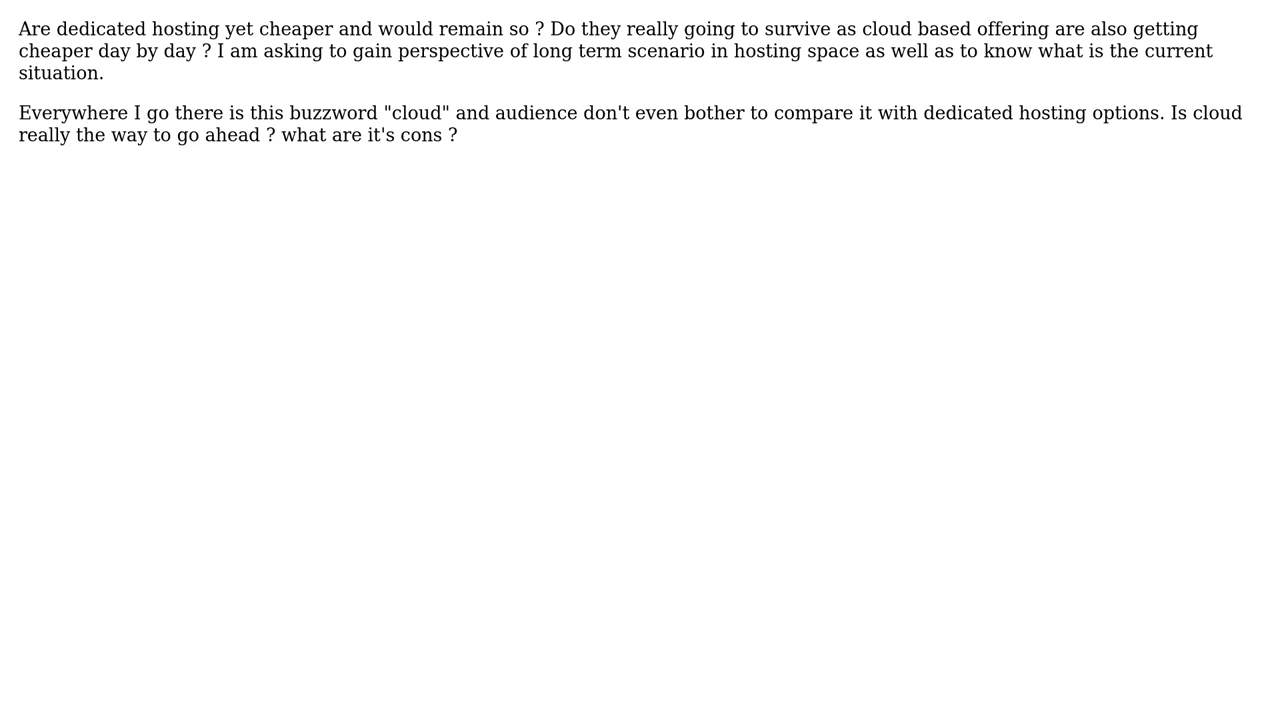 Are dedicated hosting yet cheaper and would remain so ? Do they really going to survive as cloud based offering are also getting
cheaper day by day ? I am asking to gain perspective of long term scenario in hosting space as well as to know what is the current
situation.
Everywhere I go there is this buzzword "cloud" and audience don't even bother to compare it with dedicated hosting options. Is cloud
really the way to go ahead ? what are it's cons ?